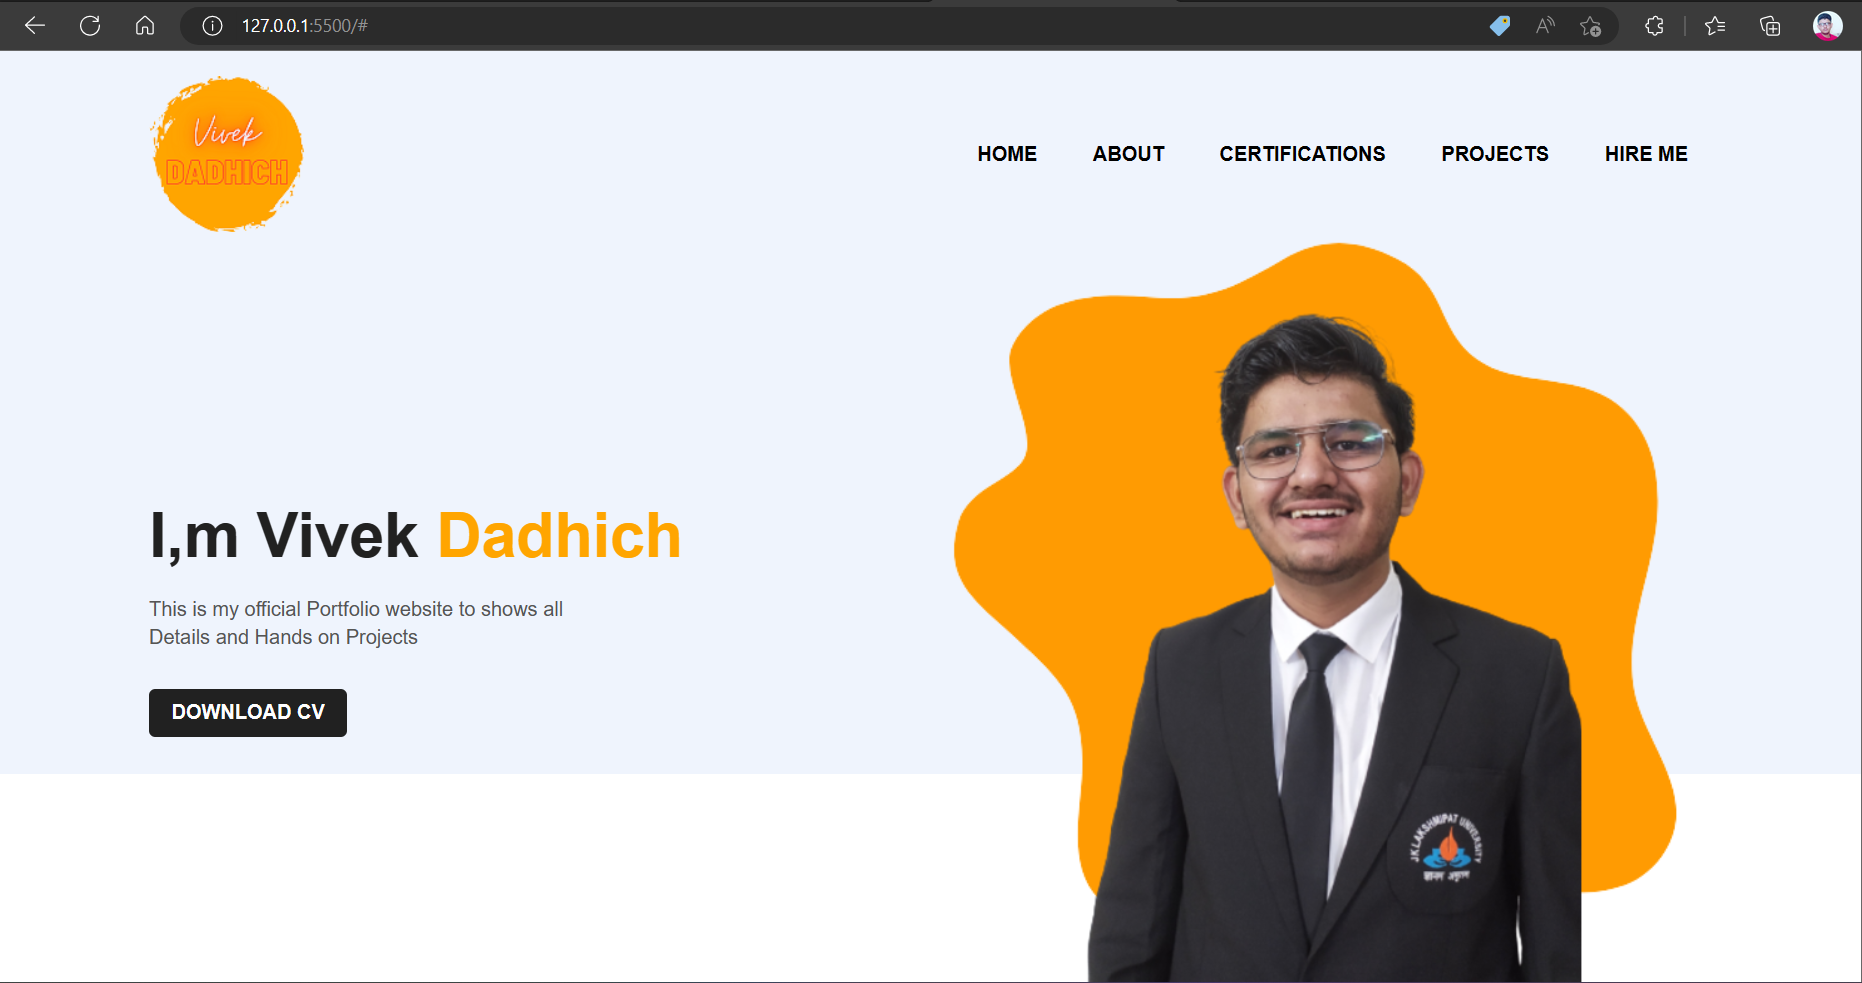 127.0.0.1:5500/#
Vivek
DADHICH
HOME ABOUT CERTIFICATIONS PROJECTS HIRE ME
I,m Vivek Dadhich
This is my official Portfolio website to shows all
Details and Hands on Projects
DOWNLOAD CV
JK LAKSHMIPAT UNIVERSITY